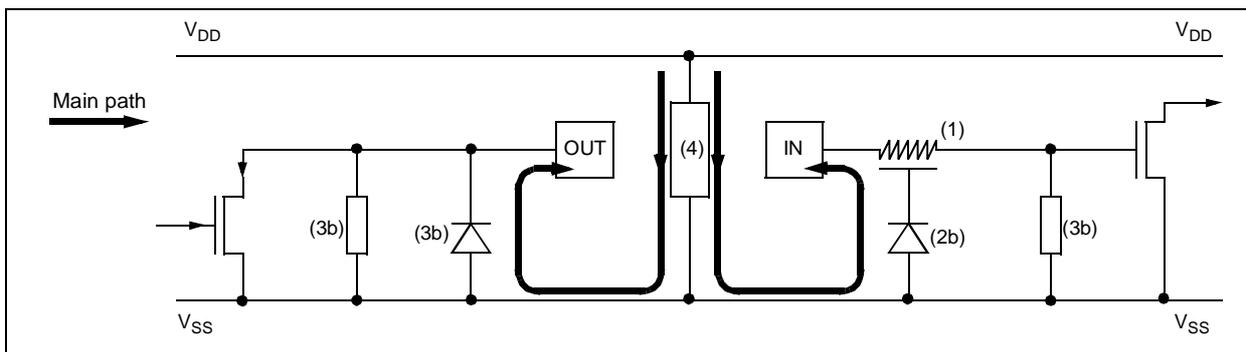 VDD
VDD
Main path
OUT
(4)
IN
(1)
(3b)
(3b)
(2b)
(3b)
VSS
VSS